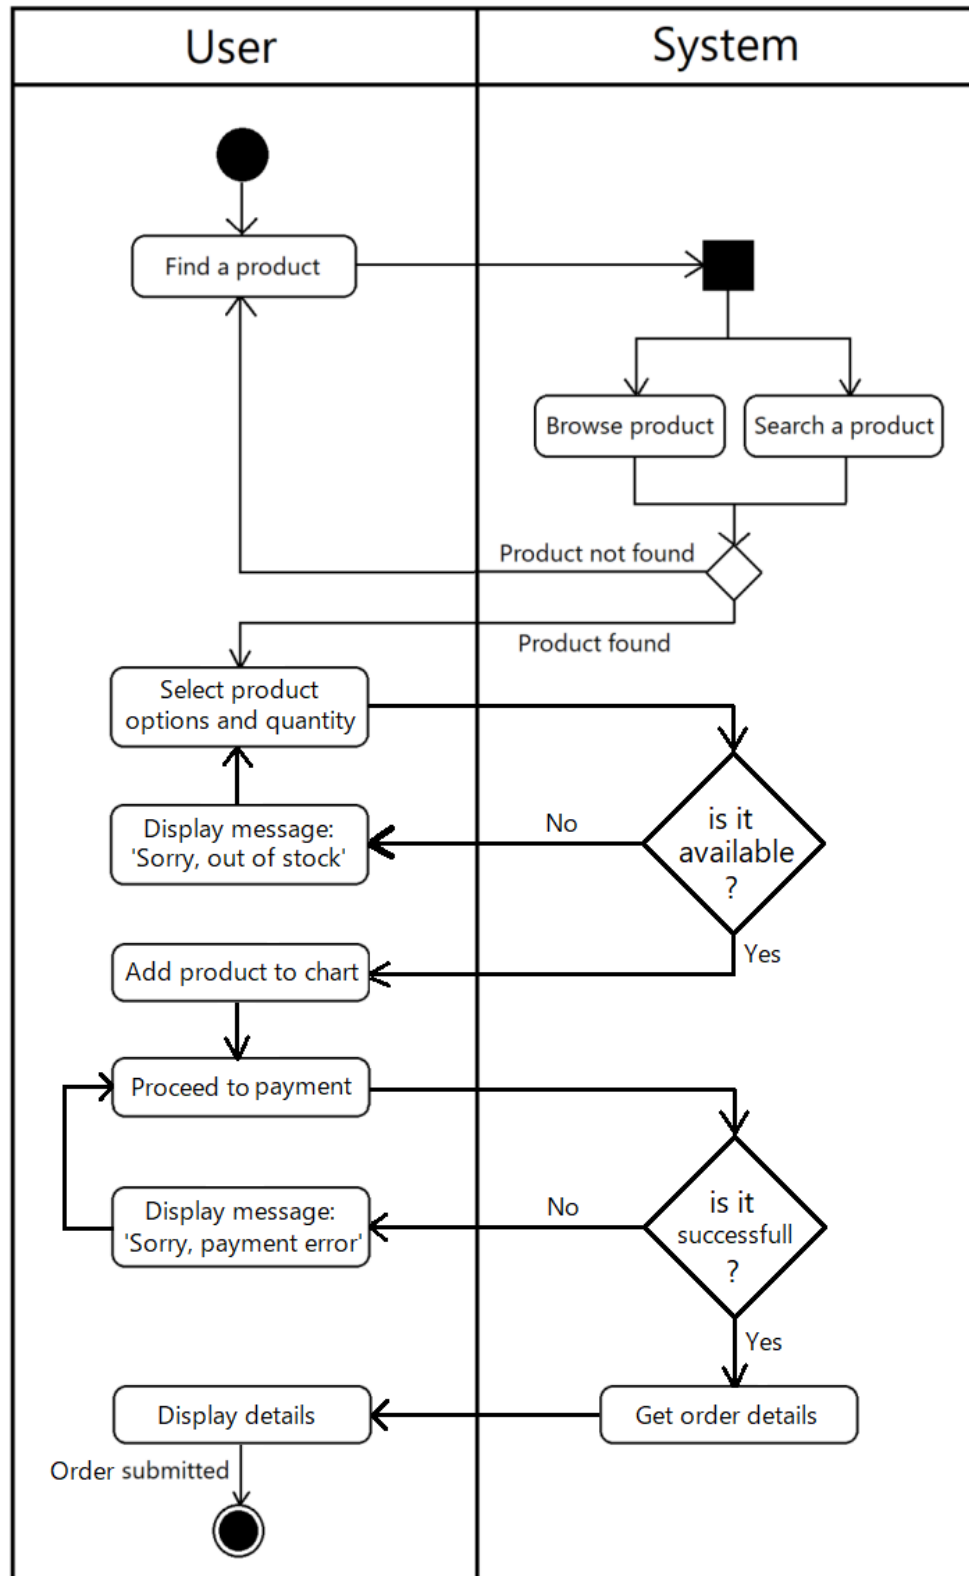 User
System
Find a product
Browse product
Search a product
Product not found
Product found
Select product
options and quantity
is it
available
?
No
Display message:
'Sorry, out of stock'
Yes
Add product to chart
Proceed to payment
is it
successfull
?
No
Display message:
'Sorry, payment error'
Yes
Get order details
Display details
Order submitted